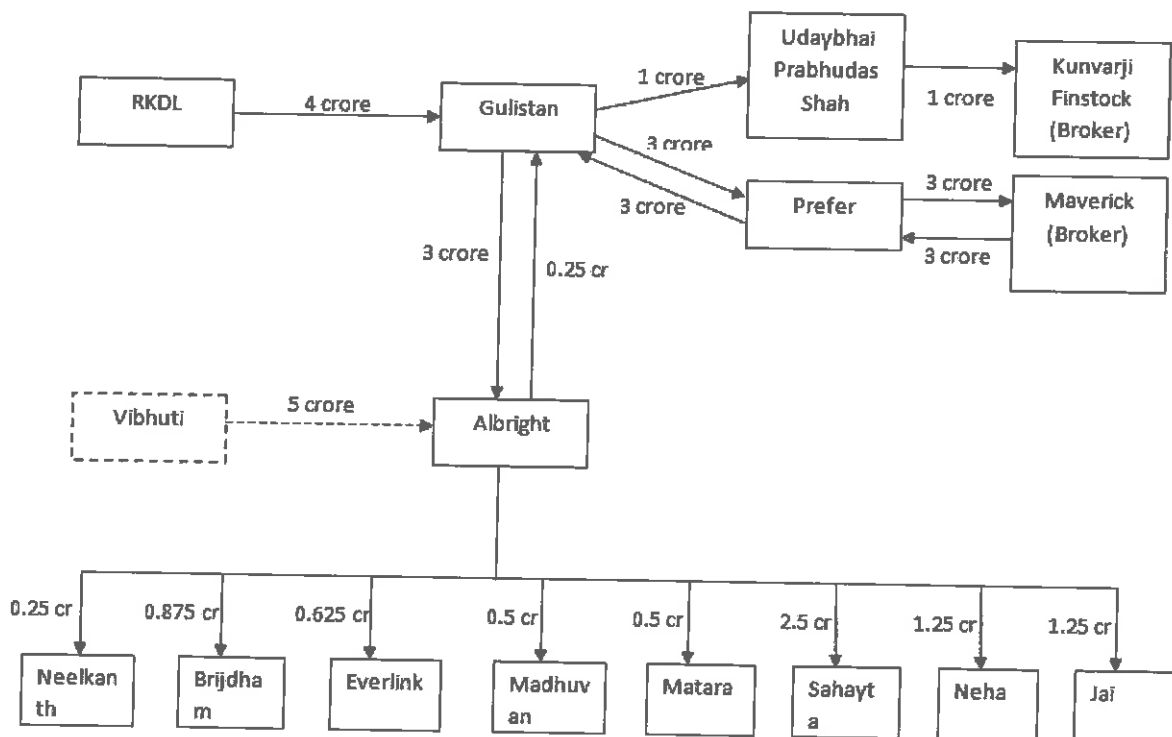 Udaybhai
Prabhudas
Shah
Kunvarji
Finstock
(Broker)
RKDL
4 crore
Gulistan
1 crore
1 crore
3 crore
3 crore
Prefer
3 crore
3 crore
Maverick
(Broker)
3 crore
0.25 cr
Vibhuti
5 crore
Albright
0.25 cr
0.875 cr
0.625 cr
0.5 cr
0.5 cr
2.5 cr
1.25 cr
1.25 cr
Neelkan
th
Brijdha
m
Everlink
Madhuv
an
Matara
Sahayt
a
Neha
Jai